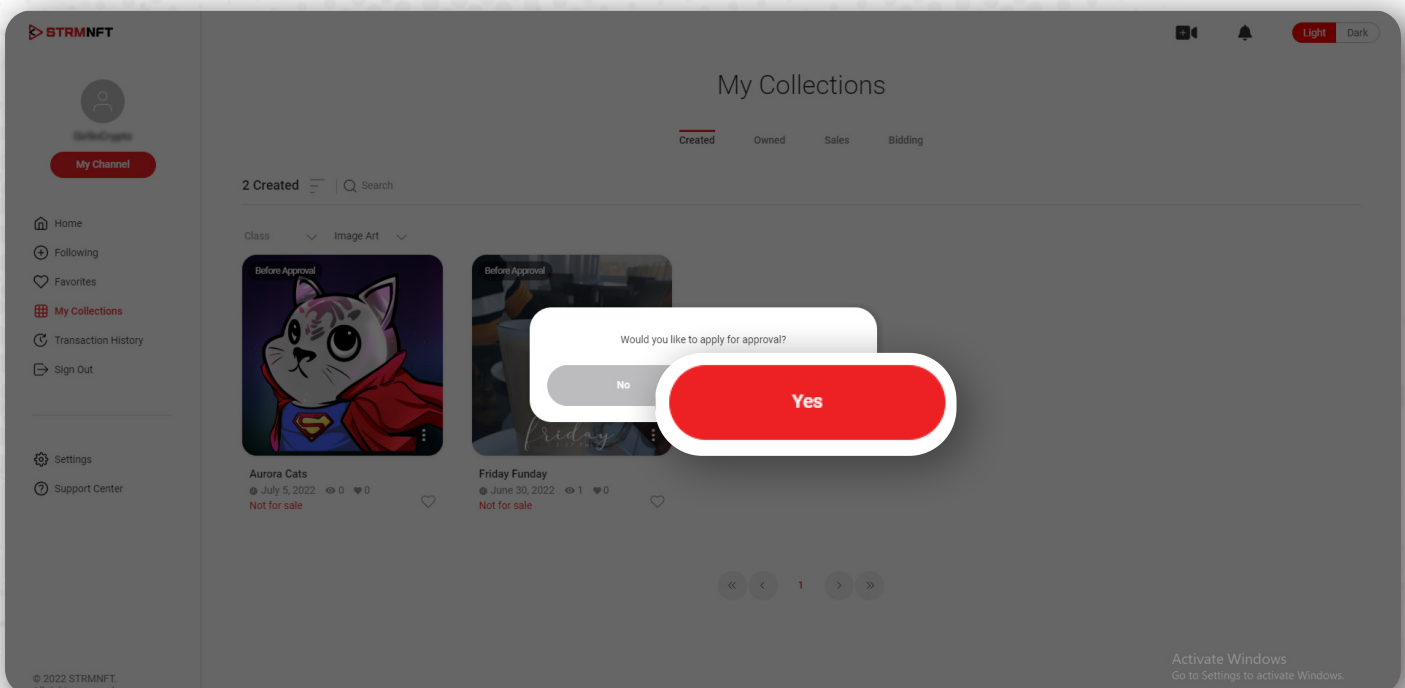 STRMNFT
Light Dark
My Collections
Created Owned Sales Bidding
My Channel
2 Created Search
Home
Following
Favorites
My Collections
Transaction History
Sign Out
Settings
Support Center
Class Image Art
Before Approval Before Approval
Would you like to apply for approval?
No Yes
friday
Aurora Cats Friday Funday
July 5, 2022 0 0 June 30, 2022 1 0
Not for sale Not for sale
« < 1 > »
Activate Windows
Go to Settings to activate Windows.
© 2022 STRMNFT.